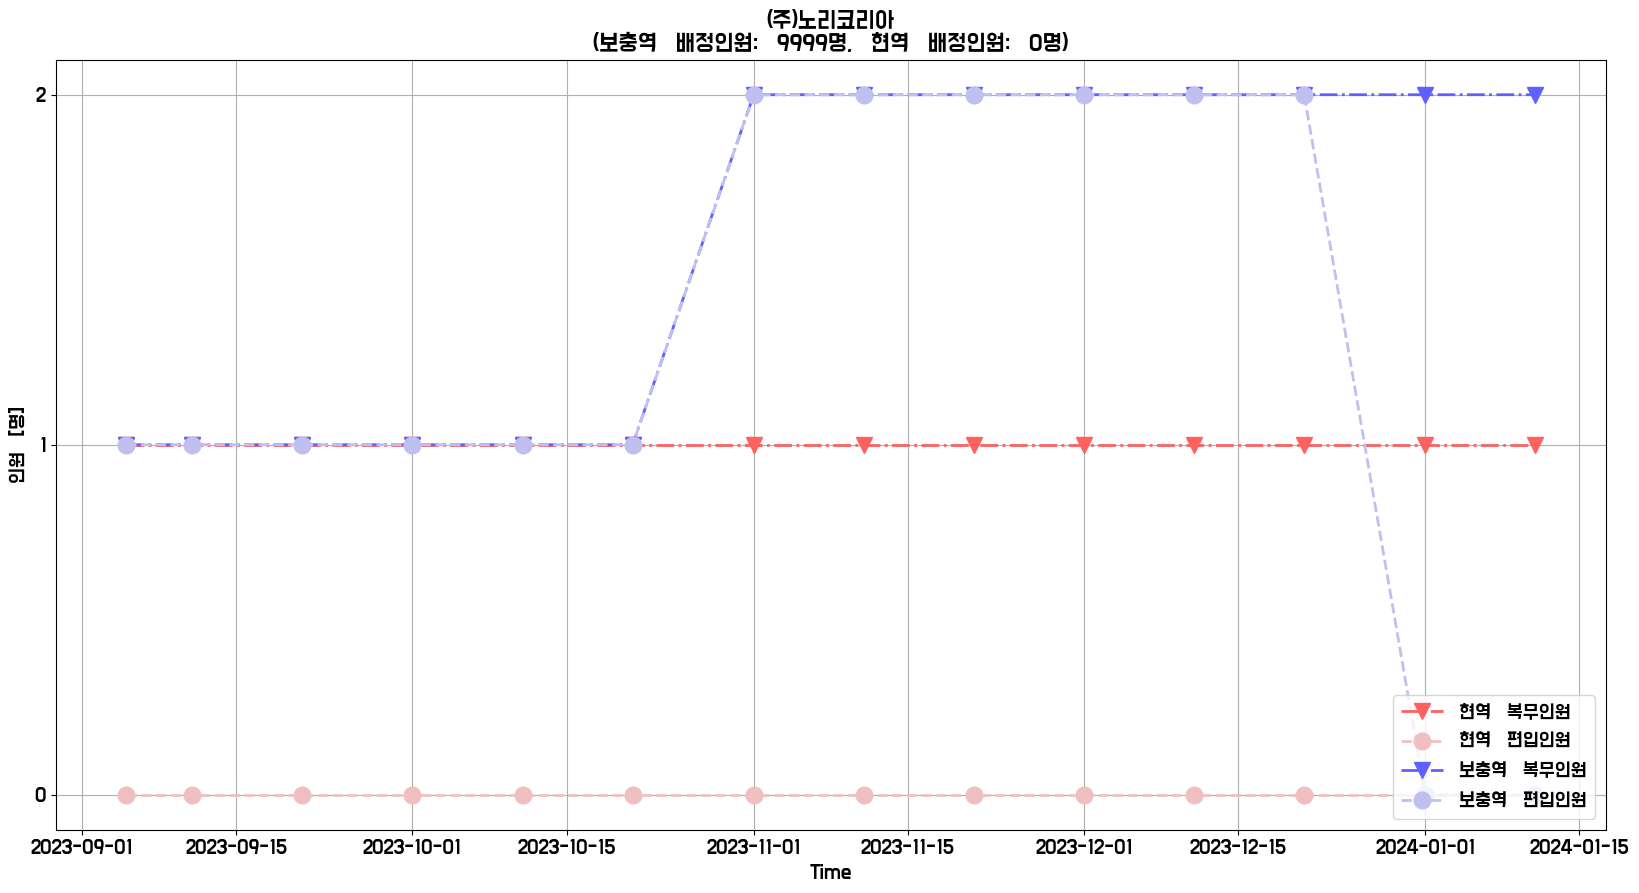 (주)노리코리아
(보충역 배정인원: 9999명, 현역 배정인원: 0명)
인원 [명]
2
1
0
현역 복무인원
현역 편입인원
보충역 복무인원
보충역 편입인원
2023-09-01 2023-09-15 2023-10-01 2023-10-15 2023-11-01 2023-11-15 2023-12-01 2023-12-15 2024-01-01 2024-01-15
Time